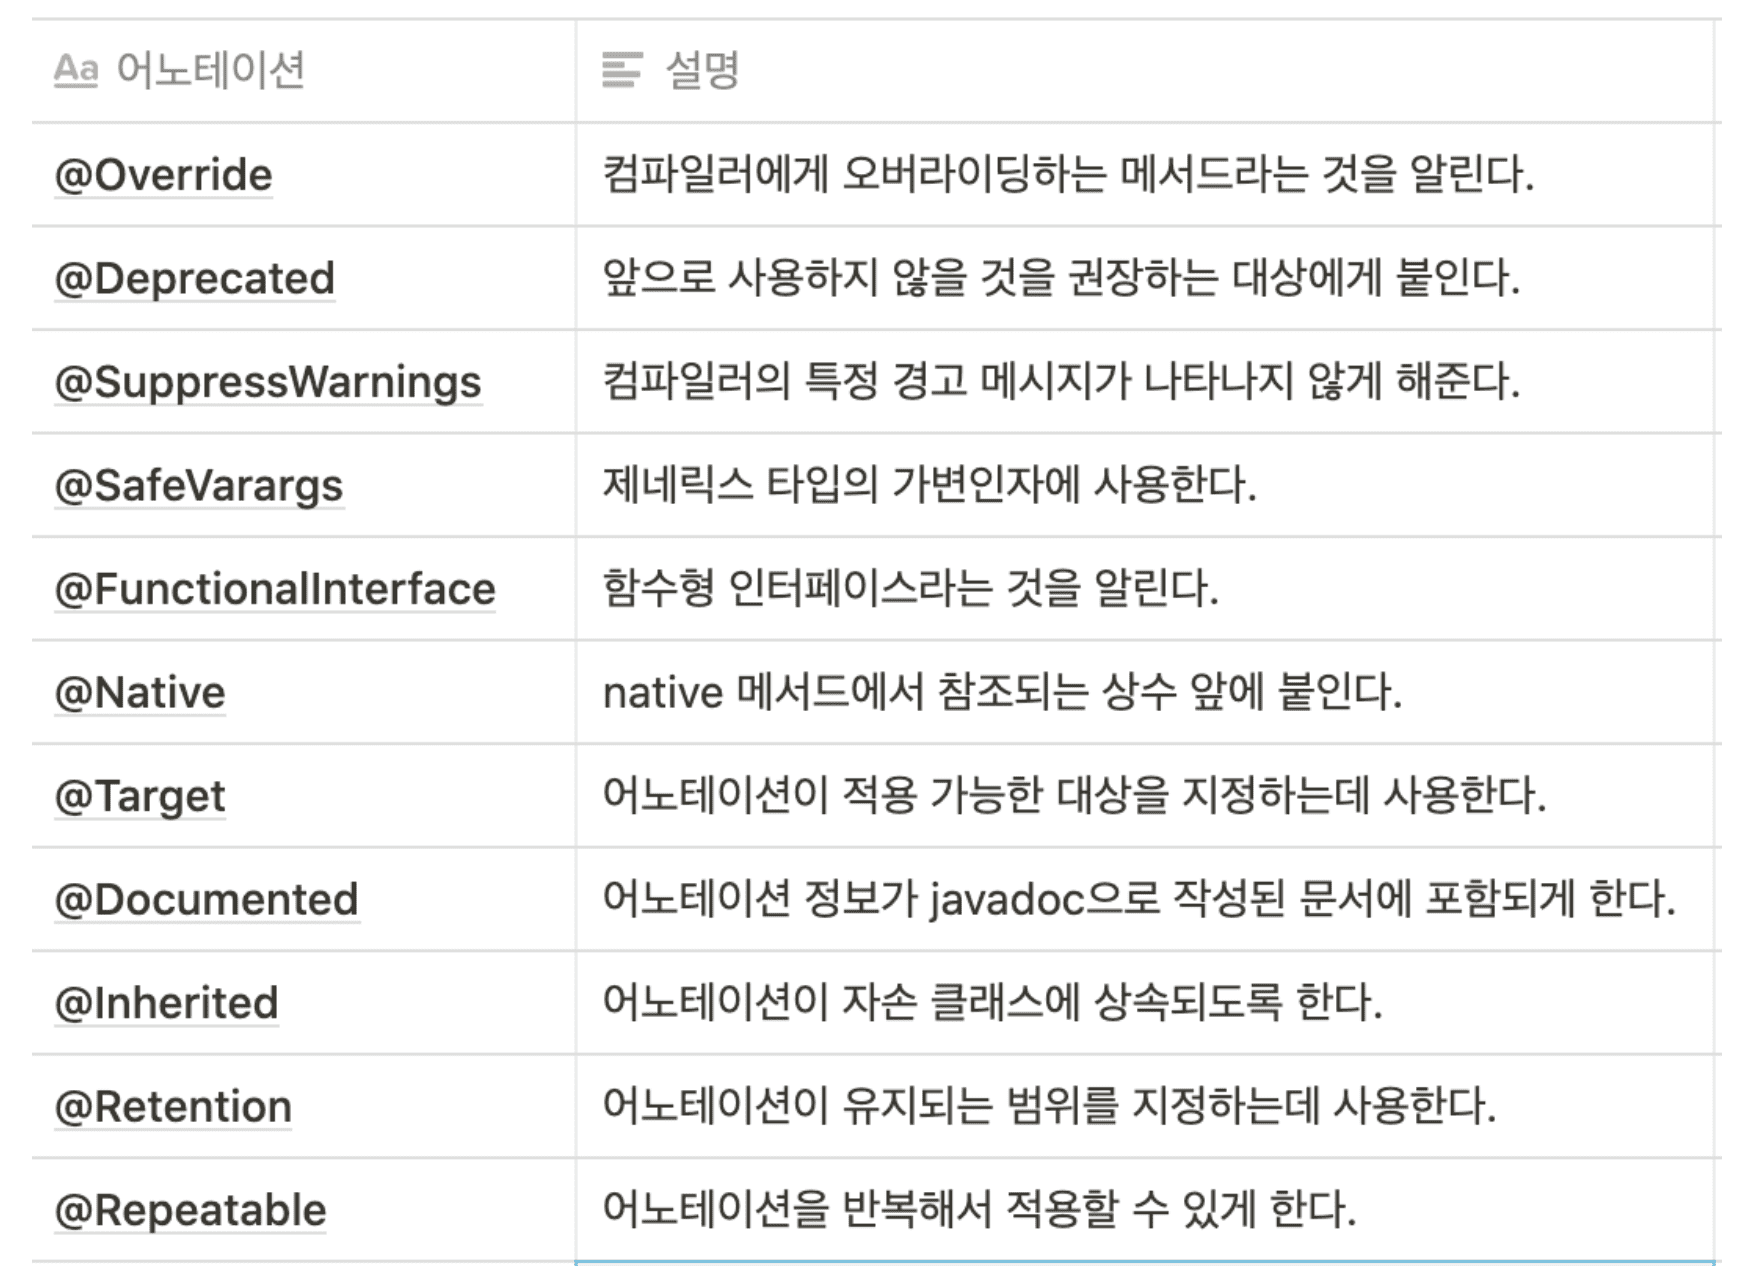 Aa 어노테이션 설명
@Override 컴파일러에게 오버라이딩하는 메서드라는 것을 알린다.
@Deprecated 앞으로 사용하지 않을 것을 권장하는 대상에게 붙인다.
@SuppressWarnings 컴파일러의 특정 경고 메시지가 나타나지 않게 해준다.
@SafeVarargs 제네릭스 타입의 가변인자에 사용한다.
@FunctionalInterface 함수형 인터페이스라는 것을 알린다.
@Native native 메서드에서 참조되는 상수 앞에 붙인다.
@Target 어노테이션이 적용 가능한 대상을 지정하는데 사용한다.
@Documented 어노테이션 정보가 javadoc으로 작성된 문서에 포함되게 한다.
@Inherited 어노테이션이 자손 클래스에 상속되도록 한다.
@Retention 어노테이션이 유지되는 범위를 지정하는데 사용한다.
@Repeatable 어노테이션을 반복해서 적용할 수 있게 한다.